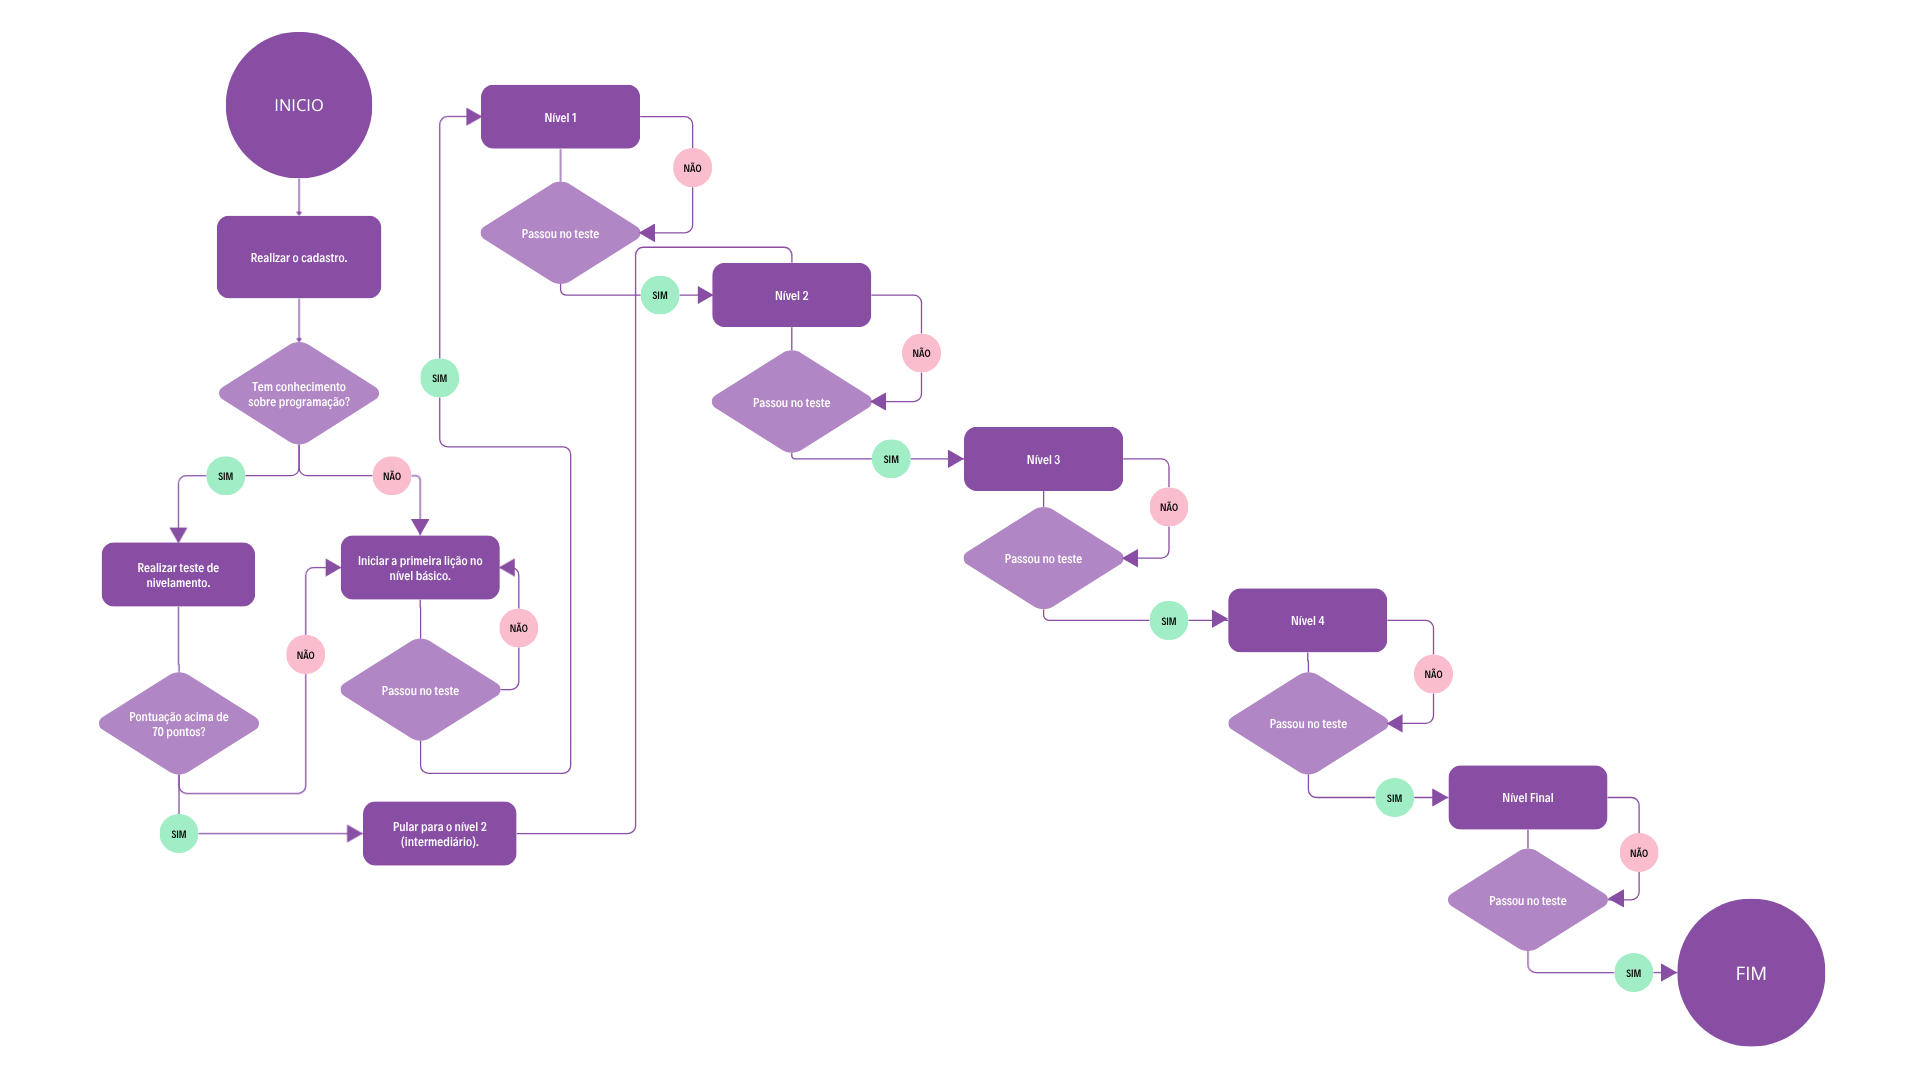 INICIO
Realizar o cadastro.
Tem conhecimento
sobre programação?
SIM
NÃO
Realizar teste de
nivelamento.
Pontuação acima de
70 pontos?
NÃO
SIM
Iniciar a primeira lição no
nível básico.
NÃO
Passou no teste
Pular para o nível 2
(intermediário).
SIM
Nível 1
NÃO
Passou no teste
SIM
Nível 2
NÃO
Passou no teste
SIM
Nível 3
NÃO
Passou no teste
SIM
Nível 4
NÃO
Passou no teste
SIM
Nível Final
NÃO
Passou no teste
SIM
FIM